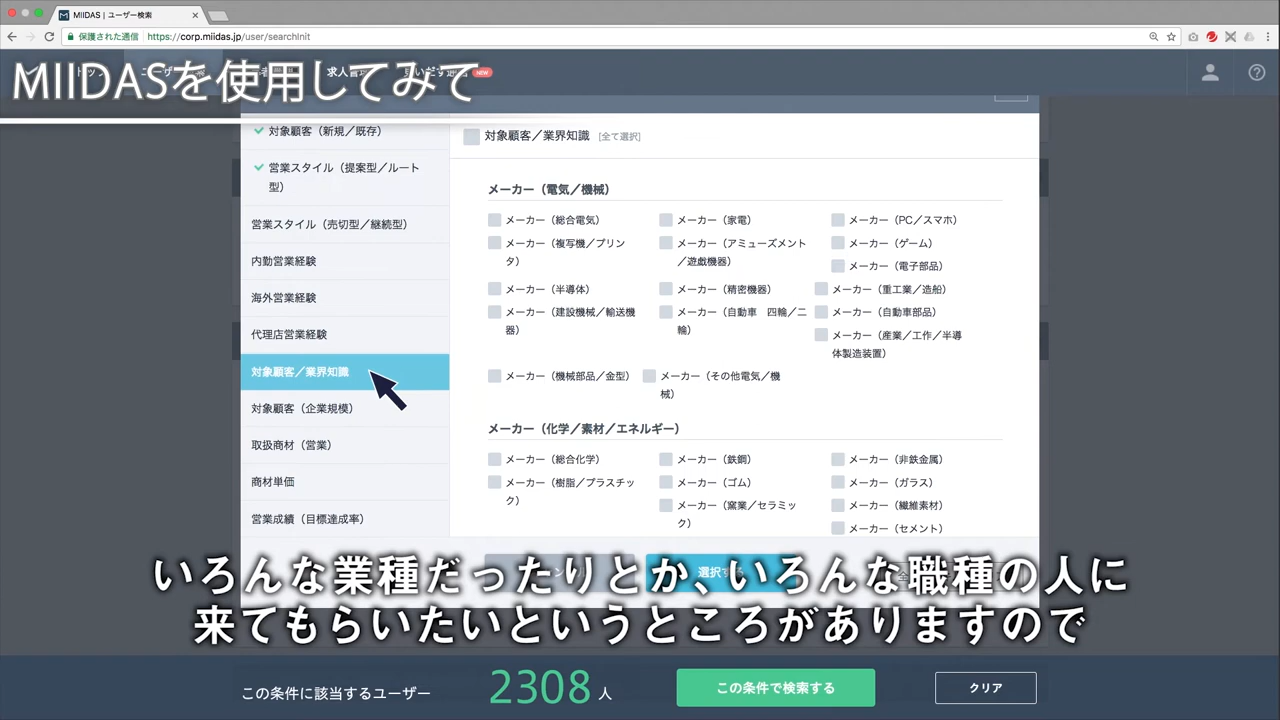 MIIDAS | ユーザー検索
保護された通信 https://corp.miidas.jp/user/searchInit
MIIDASを使用してみて
NEW
対象顧客（新規／既存）
営業スタイル（提案型／ルート
型）
営業スタイル（売切型／継続型）
内勤営業経験
海外営業経験
代理店営業経験
対象顧客／業界知識
対象顧客（企業規模）
取扱商材（営業）
商材単価
営業成績（目標達成率）
対象顧客／業界知識 [全て選択]
メーカー（電気／機械）
メーカー（総合電気） メーカー（家電） メーカー（PC／スマホ）
メーカー（複写機／プリン
タ）
メーカー（アミューズメント
／遊戯機器）
メーカー（ゲーム）
メーカー（電子部品）
メーカー（半導体） メーカー（精密機器） メーカー（重工業／造船）
メーカー（建設機械／輸送機
器）
メーカー（自動車　四輪／二
輪）
メーカー（自動車部品）
メーカー（産業／工作／半導
体製造装置）
メーカー（機械部品／金型） メーカー（その他電気／機
械）
メーカー（化学／素材／エネルギー）
メーカー（総合化学） メーカー（鉄鋼） メーカー（非鉄金属）
メーカー（樹脂／プラスチッ
ク）
メーカー（ゴム） メーカー（ガラス）
メーカー（窯業／セラミッ
ク）
メーカー（繊維素材）
メーカー（セメント）
選択する
いろんな業種だったりとか、いろんな職種の人に
来てもらいたいというところがありますので
この条件に該当するユーザー 2308 人 この条件で検索する クリア